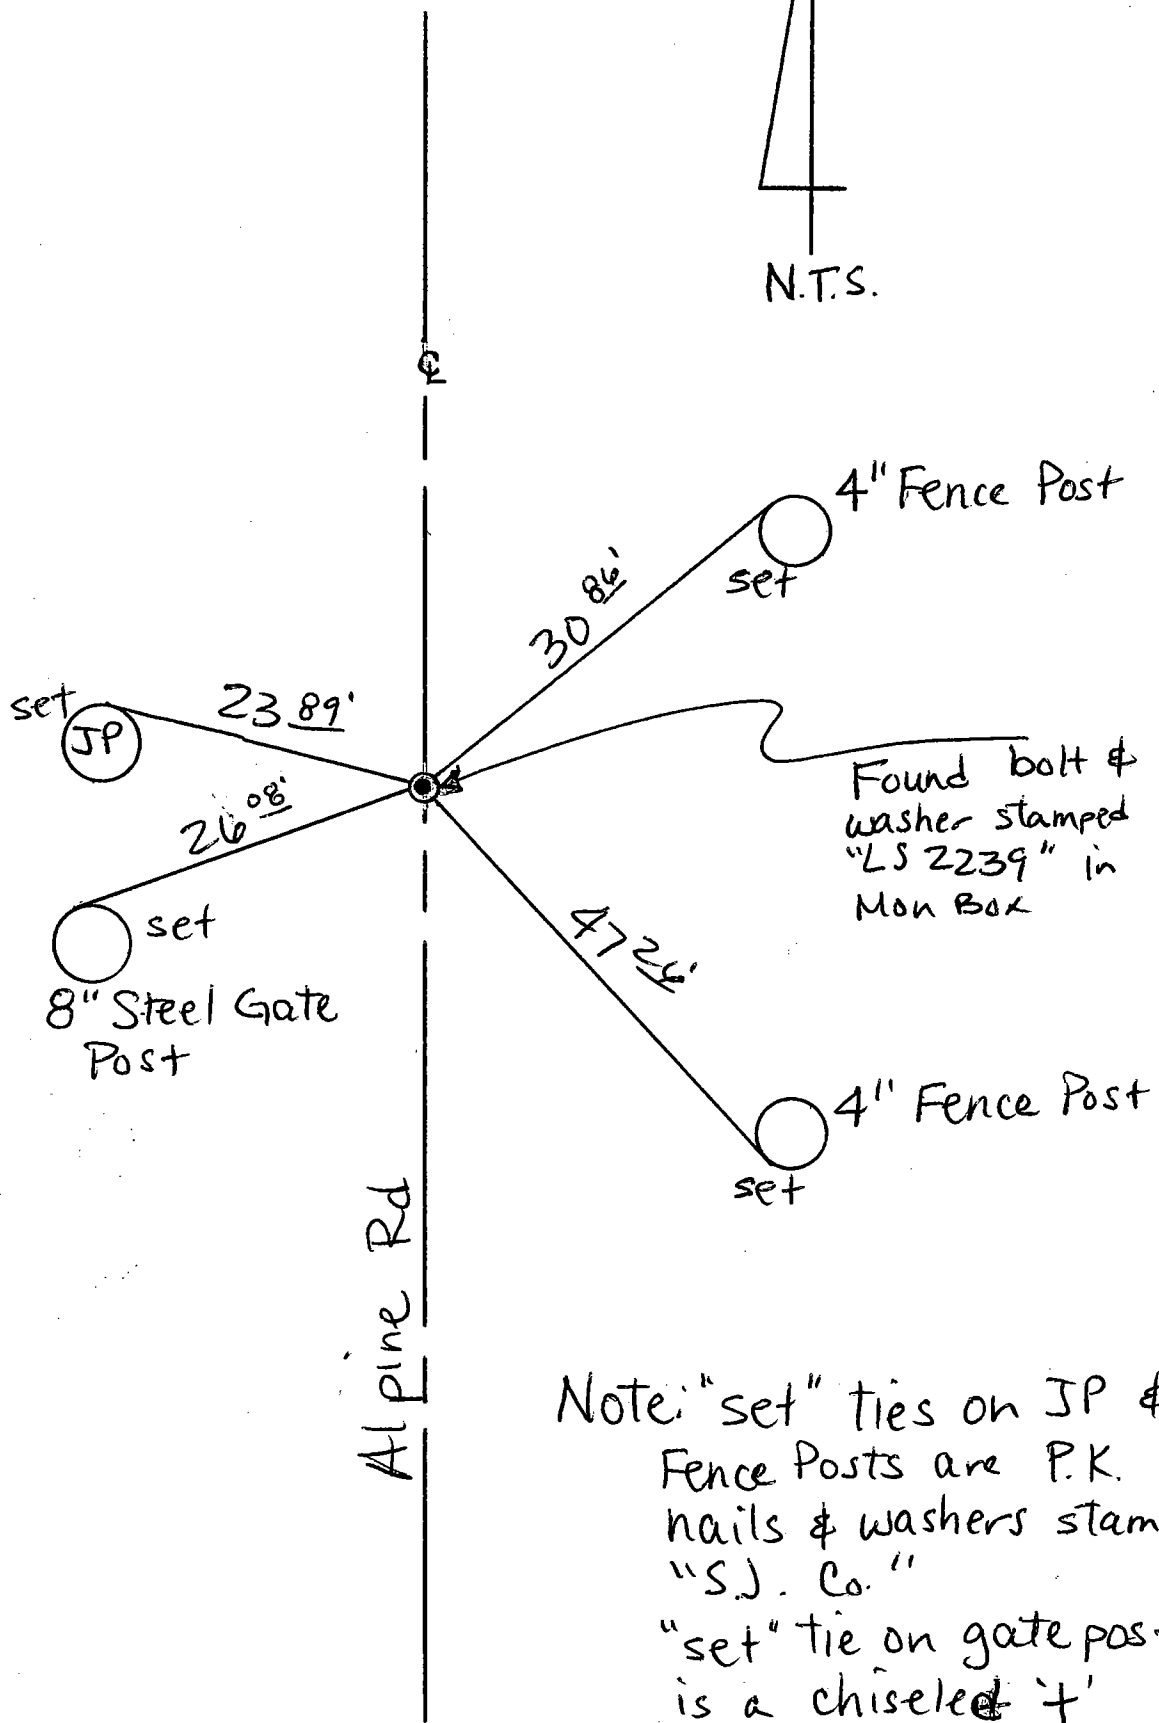 N.T.S.
℄
4" Fence Post
set
30 86'
set
JP
23 89'
26 08'
set
8" Steel Gate
Post
Found bolt &
washer stamped
"LS 2239" in
Mon Box
47 26'
4" Fence Post
set
Alpine Rd
Note: "set" ties on JP &
Fence Posts are P.K.
nails & washers stam
"S.J. Co."
"set" tie on gate pos
is a chiseled '+'